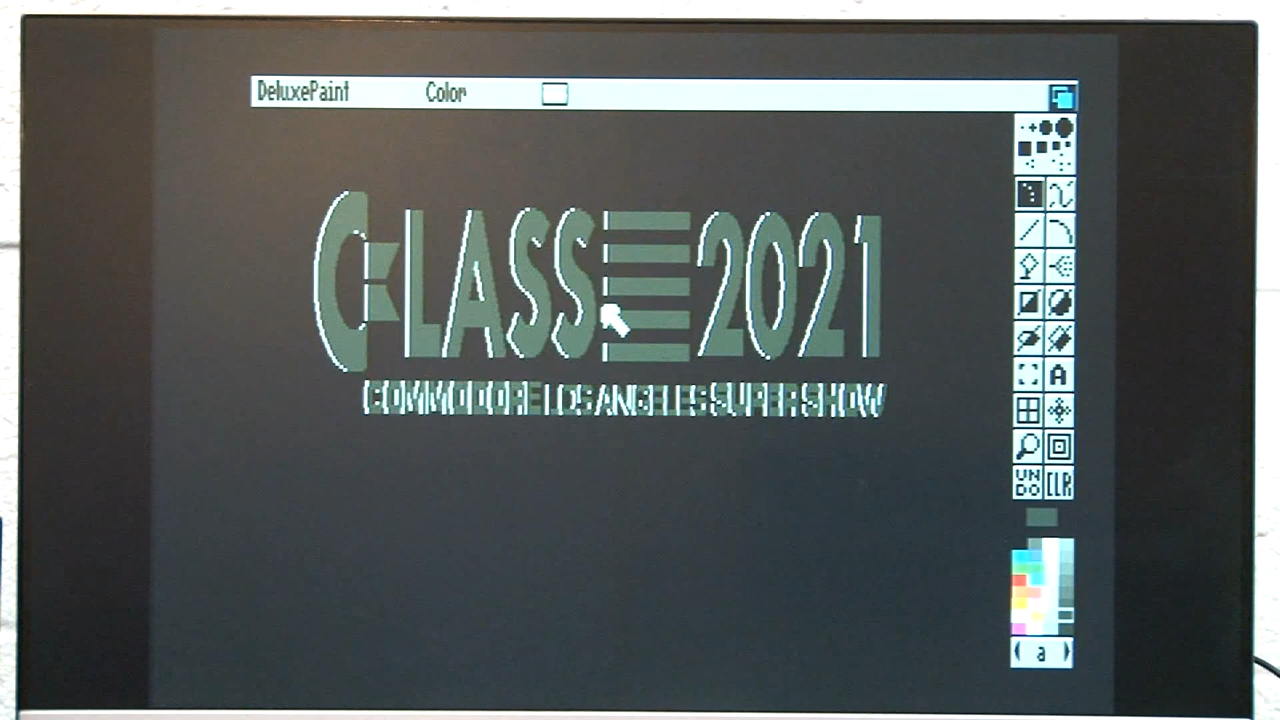 DeluxePaint Color
CLASS 2021
COMMODORE LOS ANGELES SUPER SHOW
A
UNDO CLR
a